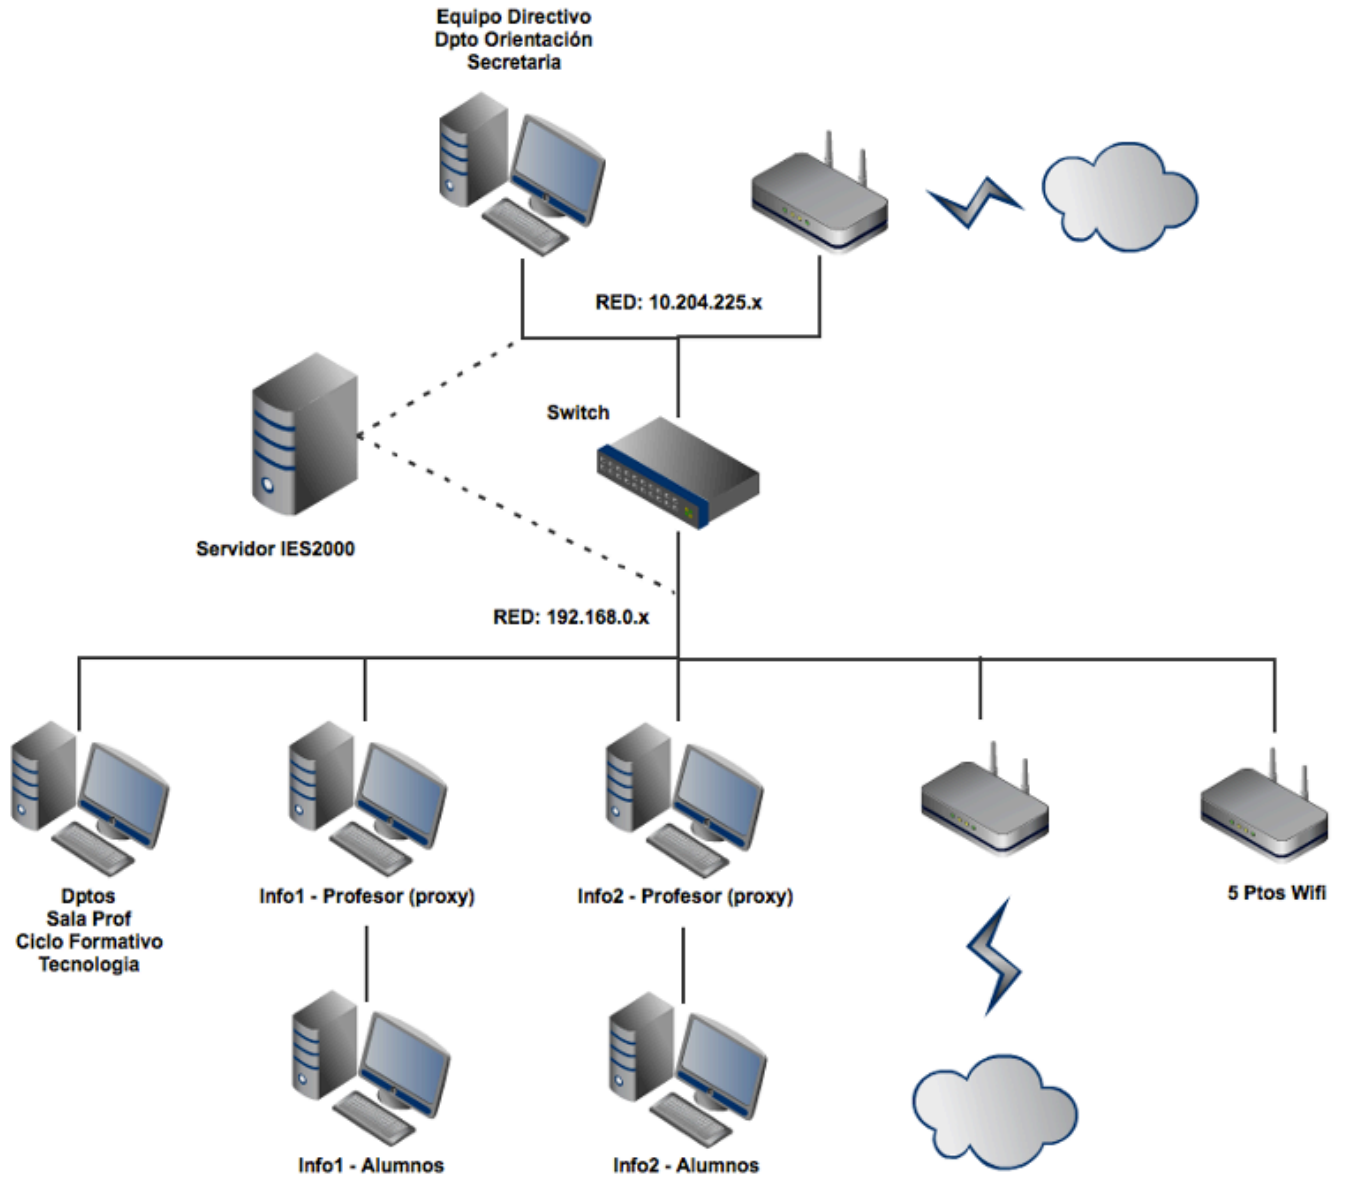 Equipo Directivo
Dpto Orientación
Secretaria
RED: 10.204.225.x
Switch
Servidor IES2000
RED: 192.168.0.x
Dptos
Sala Prof
Ciclo Formativo
Tecnologia
Info1 - Profesor (proxy)
Info2 - Profesor (proxy)
5 Ptos Wifi
Info1 - Alumnos
Info2 - Alumnos